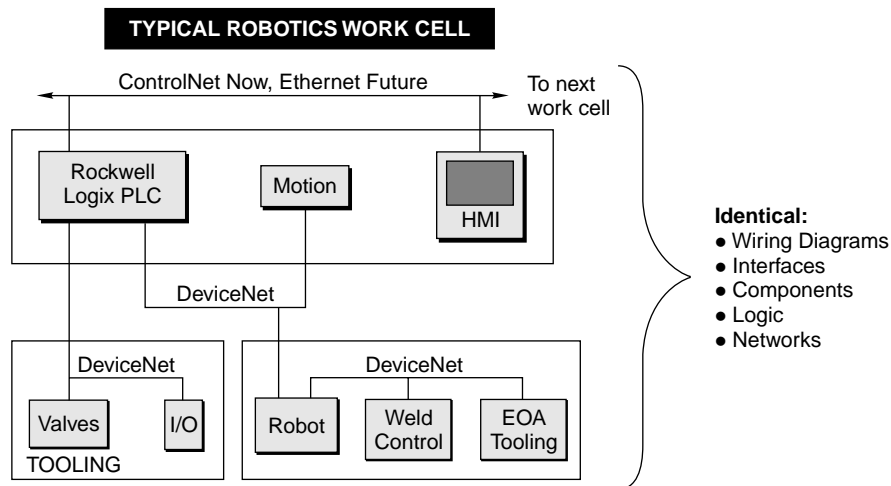 TYPICAL ROBOTICS WORK CELL
ControlNet Now, Ethernet Future
To next
work cell
Rockwell
Logix PLC
Motion
HMI
DeviceNet
DeviceNet
Valves
I/O
TOOLING
DeviceNet
Robot
Weld
Control
EOA
Tooling
Identical:
● Wiring Diagrams
● Interfaces
● Components
● Logic
● Networks